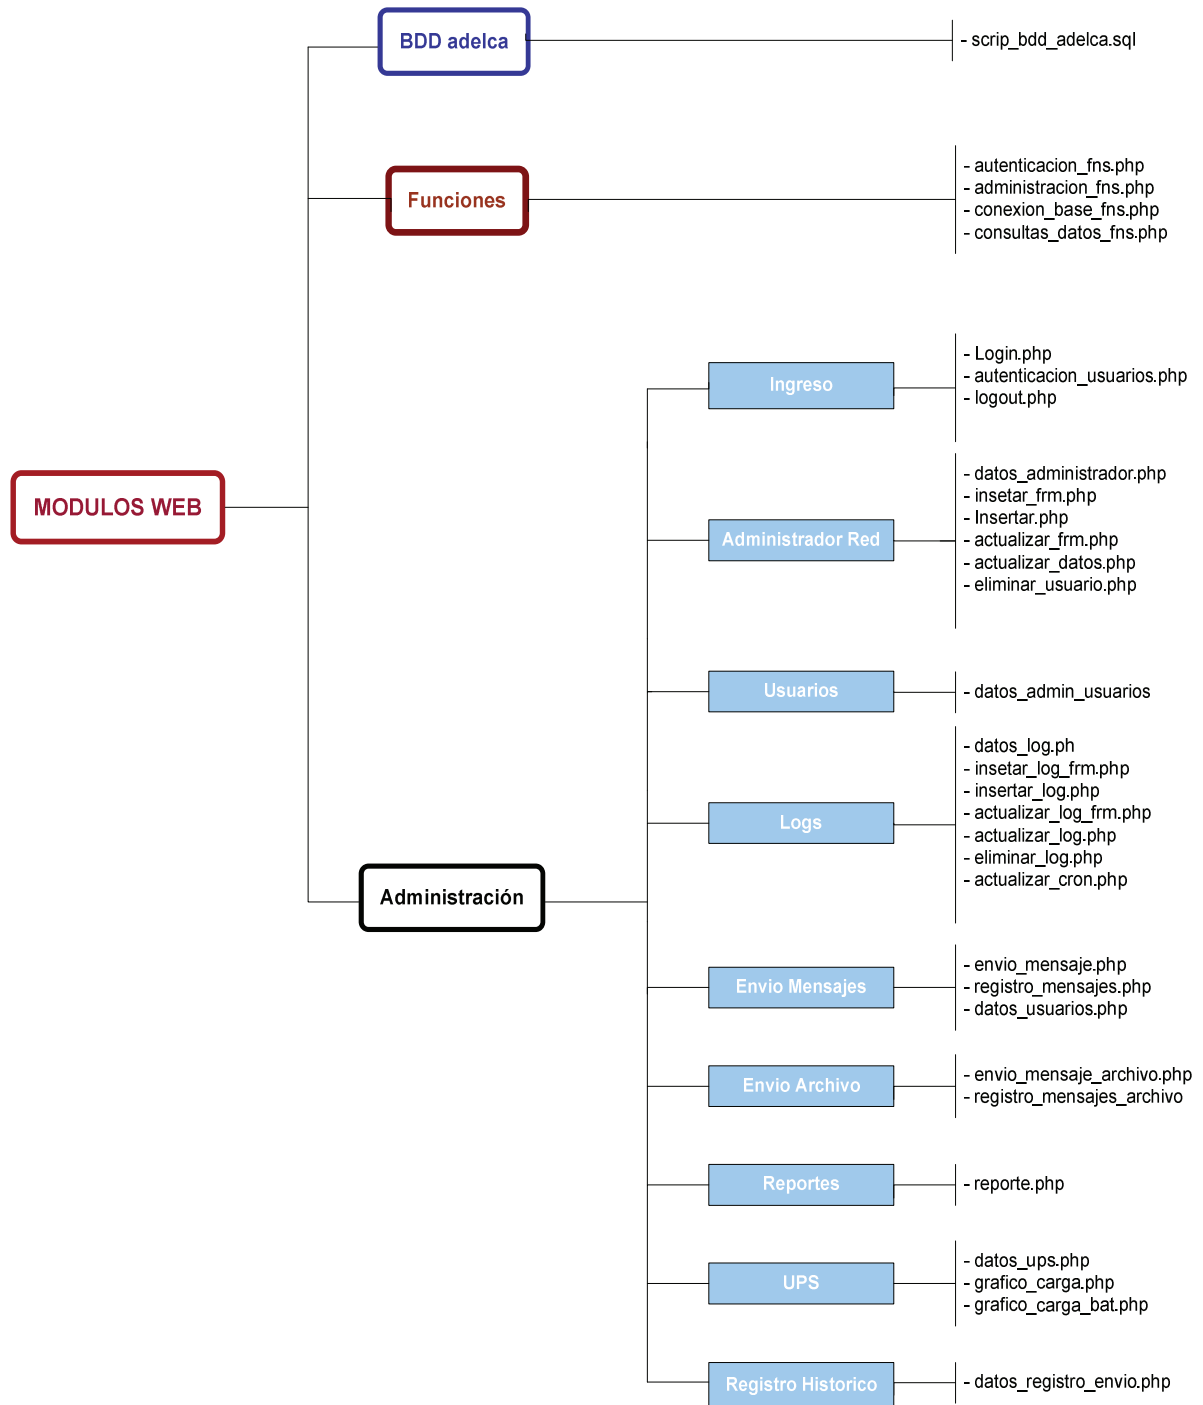 BDD adelca
- scrip_bdd_adelca.sql
Funciones
- autenticacion_fns.php
- administracion_fns.php
- conexion_base_fns.php
- consultas_datos_fns.php
MODULOS WEB
Administración
Ingreso
- Login.php
- autenticacion_usuarios.php
- logout.php
Administrador Red
- datos_administrador.php
- insetar_frm.php
- Insertar.php
- actualizar_frm.php
- actualizar_datos.php
- eliminar_usuario.php
Usuarios
- datos_admin_usuarios
Logs
- datos_log.ph
- insetar_log_frm.php
- insertar_log.php
- actualizar_log_frm.php
- actualizar_log.php
- eliminar_log.php
- actualizar_cron.php
Envio Mensajes
- envio_mensaje.php
- registro_mensajes.php
- datos_usuarios.php
Envio Archivo
- envio_mensaje_archivo.php
- registro_mensajes_archivo
Reportes
- reporte.php
UPS
- datos_ups.php
- grafico_carga.php
- grafico_carga_bat.php
Registro Historico
- datos_registro_envio.php